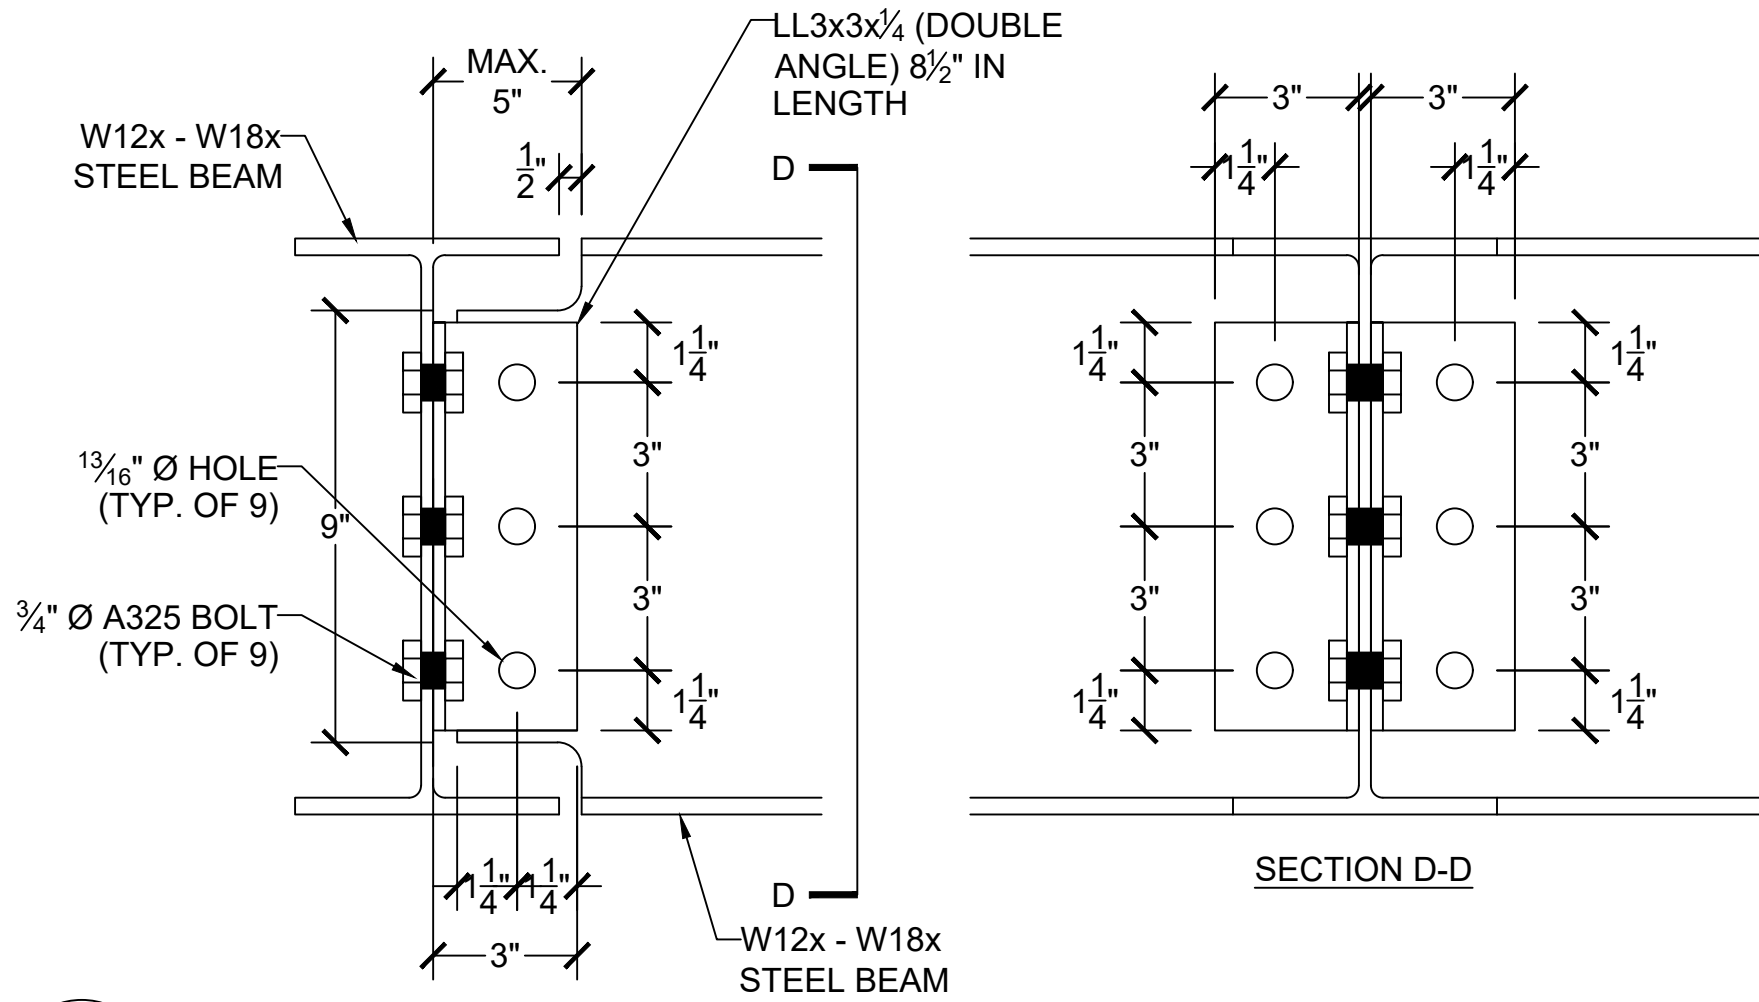 LL3x3x¼ (DOUBLE
ANGLE) 8½" IN
LENGTH
MAX.
5"
W12x - W18x
STEEL BEAM
½"
D
3"
3"
1¼"
1¼"
1¼"
1¼"
1¼"
3"
3"
3"
¹³⁄₁₆" Ø HOLE
(TYP. OF 9)
9"
¾" Ø A325 BOLT
(TYP. OF 9)
3"
3"
3"
1¼"
1¼"
1¼"
1¼"
1¼"
3"
D
W12x - W18x
STEEL BEAM
SECTION D-D